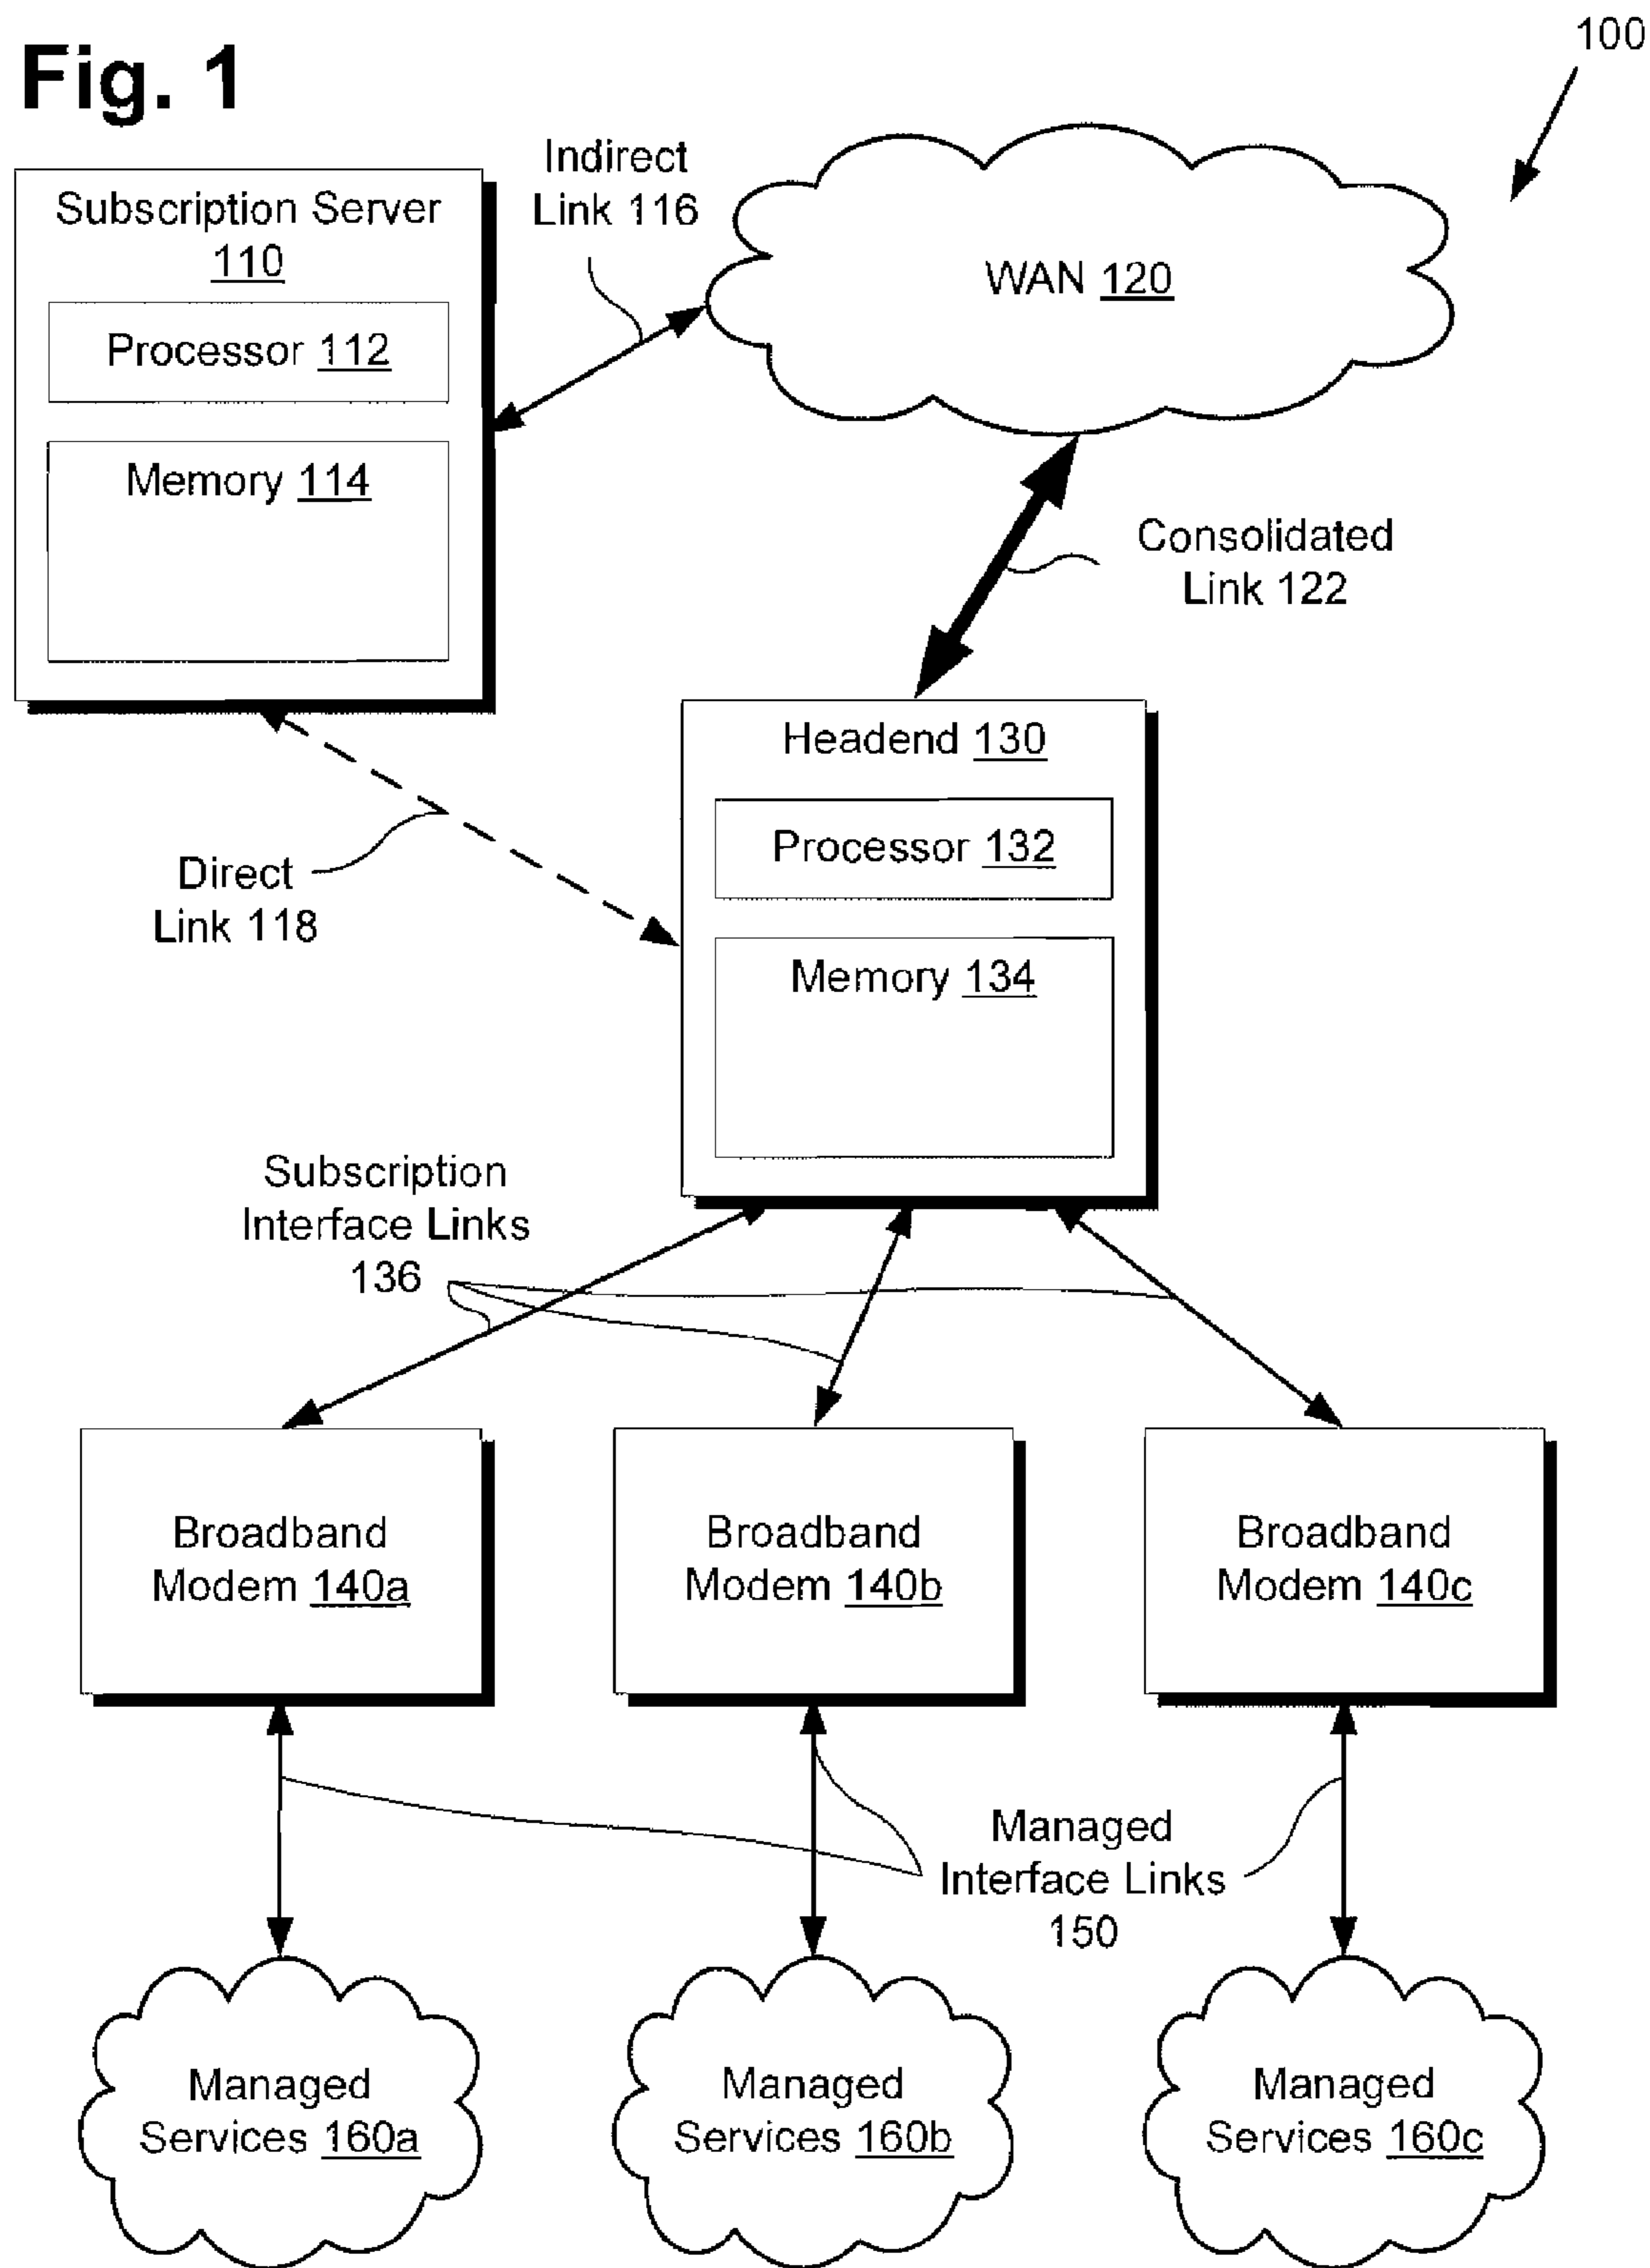 Fig. 1
100
Indirect
Link 116
Subscription Server
110
Processor 112
Memory 114
WAN 120
Consolidated
Link 122
Direct
Link 118
Headend 130
Processor 132
Memory 134
Subscription
Interface Links
136
Broadband
Modem 140a
Broadband
Modem 140b
Broadband
Modem 140c
Managed
Interface Links
150
Managed
Services 160a
Managed
Services 160b
Managed
Services 160c